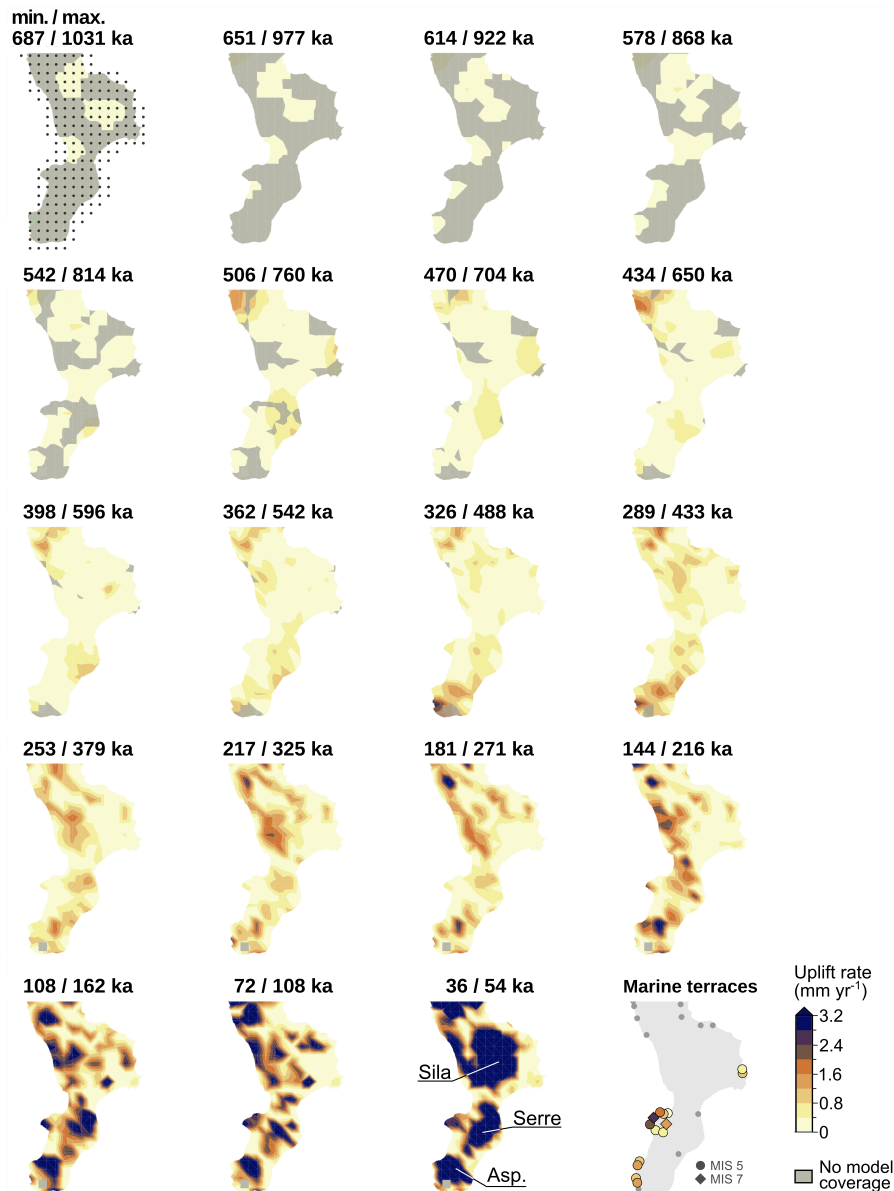 min. / max.
687 / 1031 ka
651 / 977 ka
614 / 922 ka
578 / 868 ka
542 / 814 ka
506 / 760 ka
470 / 704 ka
434 / 650 ka
398 / 596 ka
362 / 542 ka
326 / 488 ka
289 / 433 ka
253 / 379 ka
217 / 325 ka
181 / 271 ka
144 / 216 ka
108 / 162 ka
72 / 108 ka
36 / 54 ka
Marine terraces
Sila
Serre
Asp.
MIS 5
MIS 7
Uplift rate
(mm yr⁻¹)
3.2
2.4
1.6
0.8
0
No model
coverage